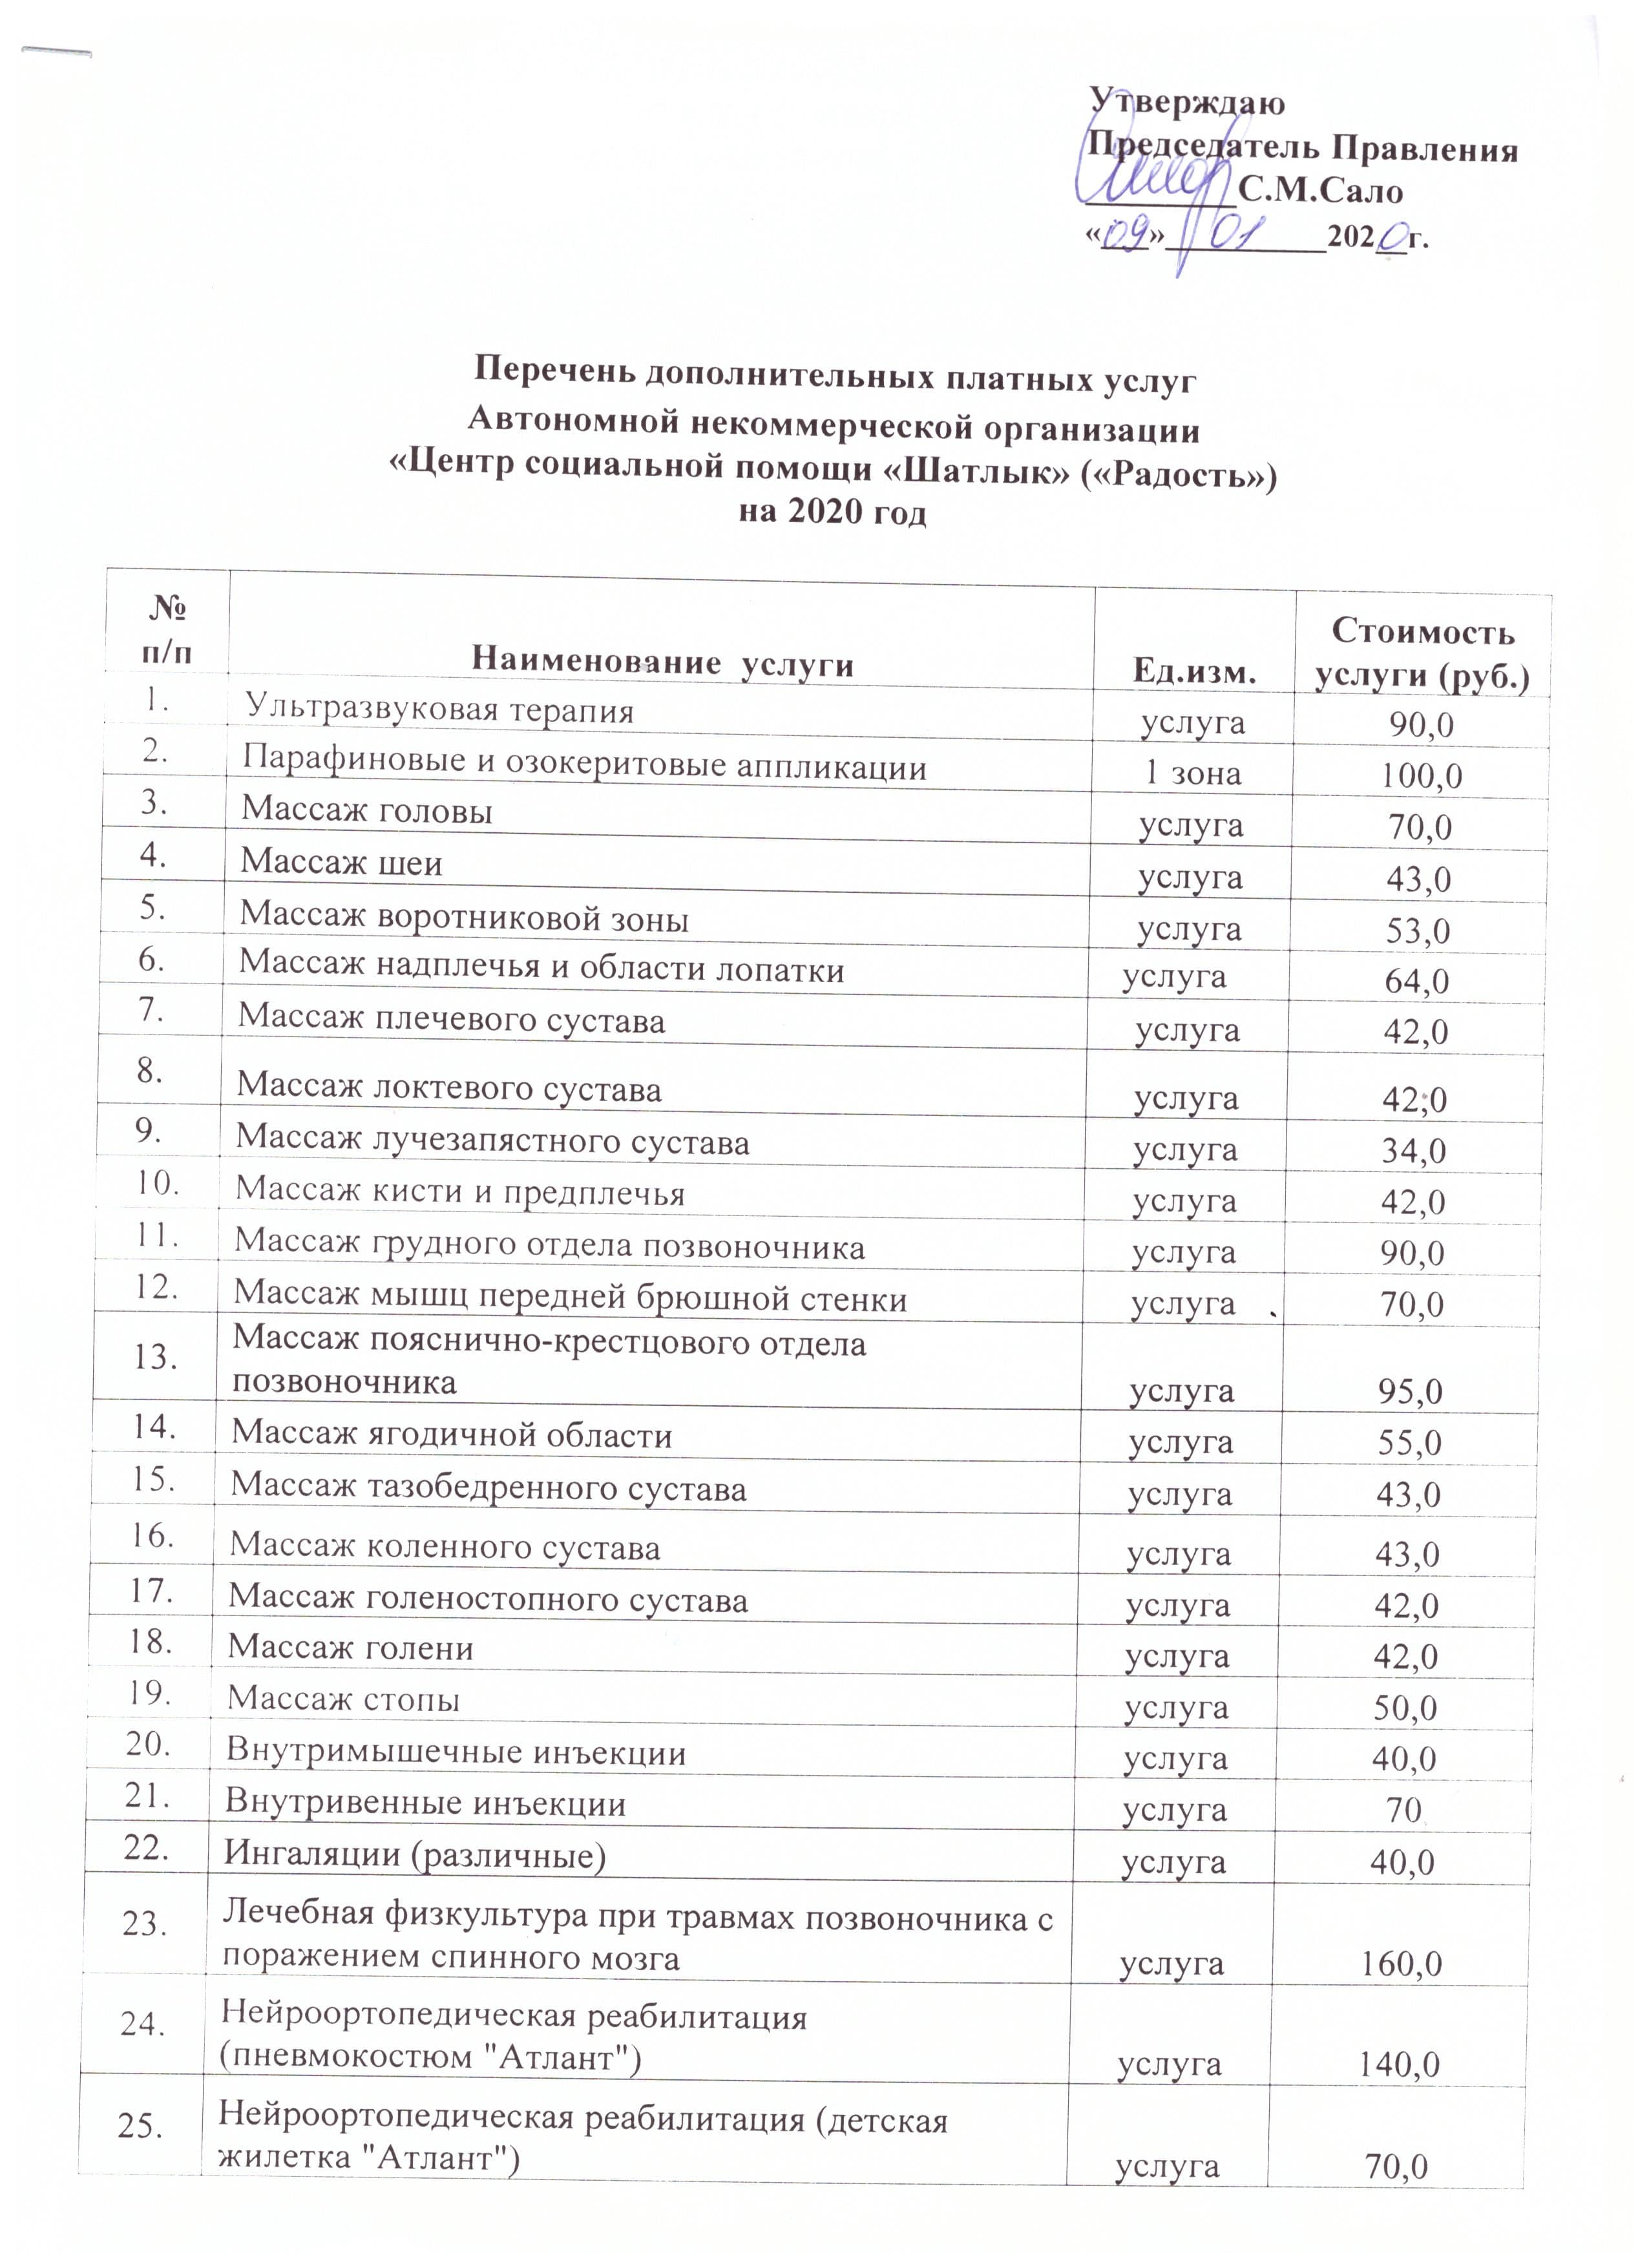 Утверждаю
Председатель Правления
__________С.М.Сало
«09» 01 2020г.
Перечень дополнительных платных услуг
Автономной некоммерческой организации
«Центр социальной помощи «Шатлык» («Радость»)
на 2020 год
№ п/п Наименование услуги Ед.изм. Стоимость услуги (руб.)
1. Ультразвуковая терапия услуга 90,0
2. Парафиновые и озокеритовые аппликации 1 зона 100,0
3. Массаж головы услуга 70,0
4. Массаж шеи услуга 43,0
5. Массаж воротниковой зоны услуга 53,0
6. Массаж надплечья и области лопатки услуга 64,0
7. Массаж плечевого сустава услуга 42,0
8. Массаж локтевого сустава услуга 42,0
9. Массаж лучезапястного сустава услуга 34,0
10. Массаж кисти и предплечья услуга 42,0
11. Массаж грудного отдела позвоночника услуга 90,0
12. Массаж мышц передней брюшной стенки услуга 70,0
13. Массаж пояснично-крестцового отдела
позвоночника услуга 95,0
14. Массаж ягодичной области услуга 55,0
15. Массаж тазобедренного сустава услуга 43,0
16. Массаж коленного сустава услуга 43,0
17. Массаж голеностопного сустава услуга 42,0
18. Массаж голени услуга 42,0
19. Массаж стопы услуга 50,0
20. Внутримышечные инъекции услуга 40,0
21. Внутривенные инъекции услуга 70
22. Ингаляции (различные) услуга 40,0
23. Лечебная физкультура при травмах позвоночника с
поражением спинного мозга услуга 160,0
24. Нейроортопедическая реабилитация
(пневмокостюм "Атлант") услуга 140,0
25. Нейроортопедическая реабилитация (детская
жилетка "Атлант") услуга 70,0